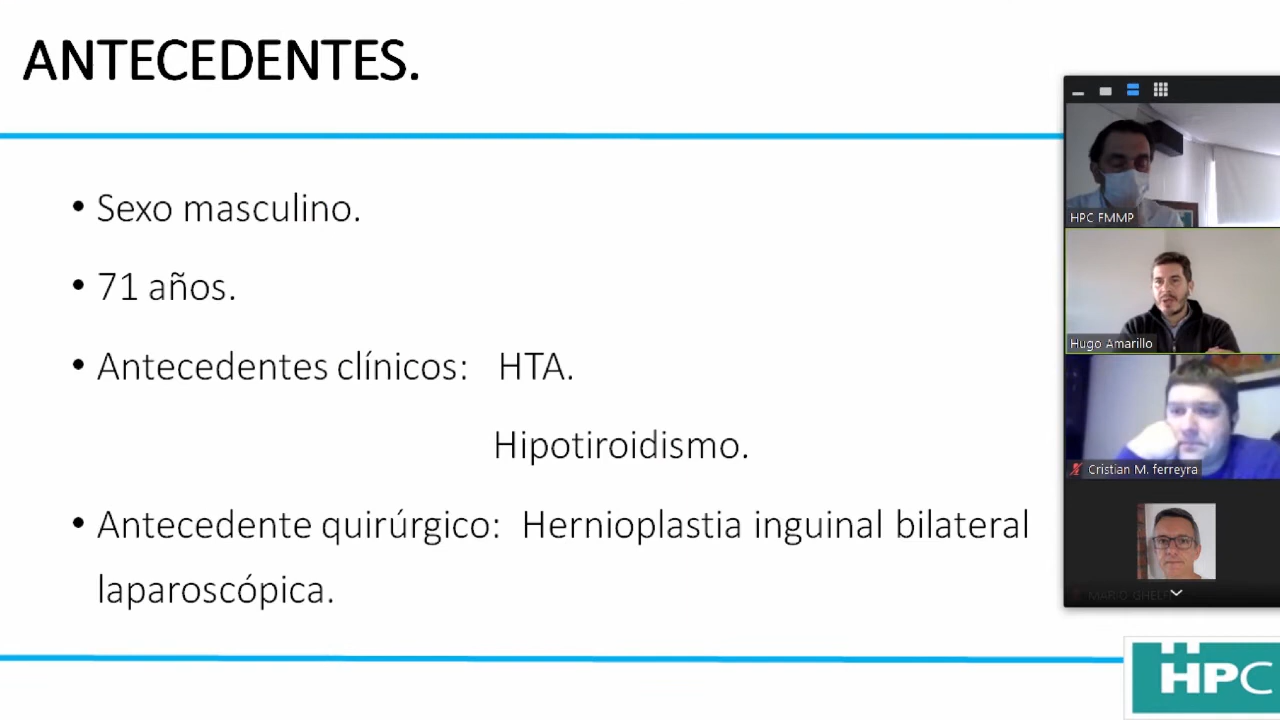 ANTECEDENTES.
• Sexo masculino.
• 71 años.
• Antecedentes clínicos: HTA.
Hipotiroidismo.
• Antecedente quirúrgico: Hernioplastia inguinal bilateral
laparoscópica.
HPC FMMP
Hugo Amarillo
Cristian M. ferreyra
MARIO GHELFI
HPC